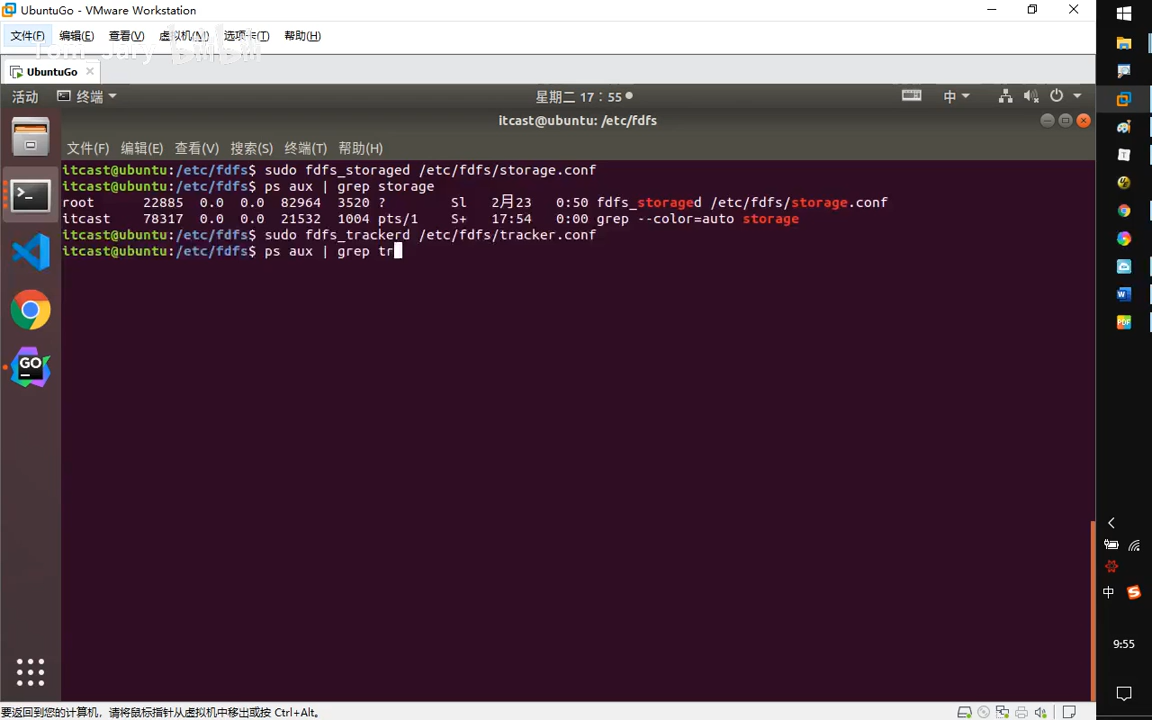 UbuntuGo - VMware Workstation
文件(F) 编辑(E) 查看(V) 虚拟机(M) 选项卡(T) 帮助(H)
UbuntuGo
活动 终端 星期二 17：55 中
itcast@ubuntu: /etc/fdfs
文件(F) 编辑(E) 查看(V) 搜索(S) 终端(T) 帮助(H)
itcast@ubuntu:/etc/fdfs$ sudo fdfs_storaged /etc/fdfs/storage.conf
itcast@ubuntu:/etc/fdfs$ ps aux | grep storage
root 22885 0.0 0.0 82964 3520 ? Sl 2月23 0:50 fdfs_storaged /etc/fdfs/storage.conf
itcast 78317 0.0 0.0 21532 1004 pts/1 S+ 17:54 0:00 grep --color=auto storage
itcast@ubuntu:/etc/fdfs$ sudo fdfs_trackerd /etc/fdfs/tracker.conf
itcast@ubuntu:/etc/fdfs$ ps aux | grep tr
GO
中
9:55
要返回到您的计算机，请将鼠标指针从虚拟机中移出或按 Ctrl+Alt。